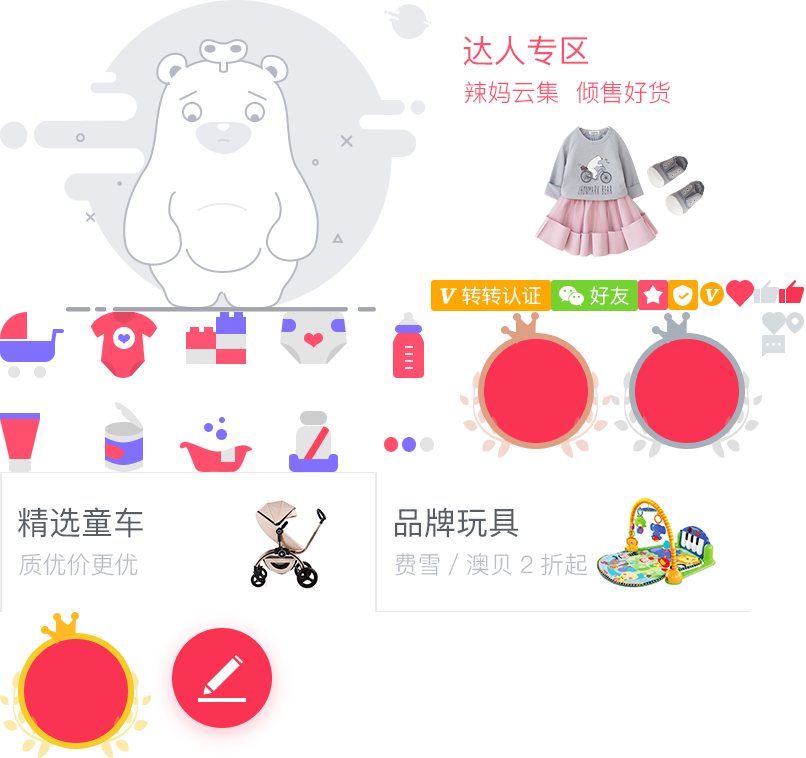 达人专区
辣妈云集 倾售好货
HANDMADE BEAR
V 转转认证
好友
V
精选童车
质优价更优
品牌玩具
费雪 / 澳贝 2 折起